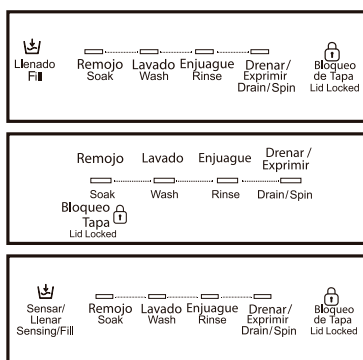 Llenado
Fill
Remojo Lavado Enjuague Drenar/
Soak Wash Rinse Exprimir
Drain/Spin
Bloqueo
de Tapa
Lid Locked
Remojo Lavado Enjuague Drenar /
Exprimir
Soak Wash Rinse Drain/Spin
Bloqueo
Tapa
Lid Locked
Sensar/
Llenar
Sensing/Fill
Remojo Lavado Enjuague Drenar/
Soak Wash Rinse Exprimir
Drain/Spin
Bloqueo
de Tapa
Lid Locked